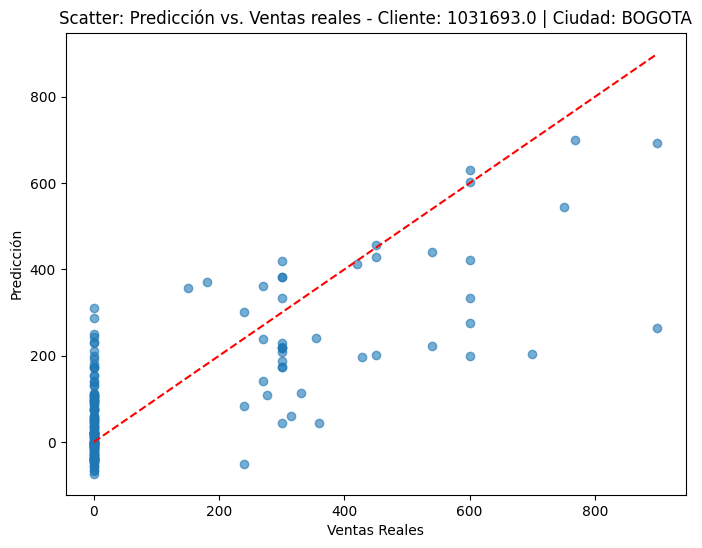 Scatter: Predicción vs. Ventas reales - Cliente: 1031693.0 | Ciudad: BOGOTA
800
600
400
200
0
Predicción
0 200 400 600 800
Ventas Reales